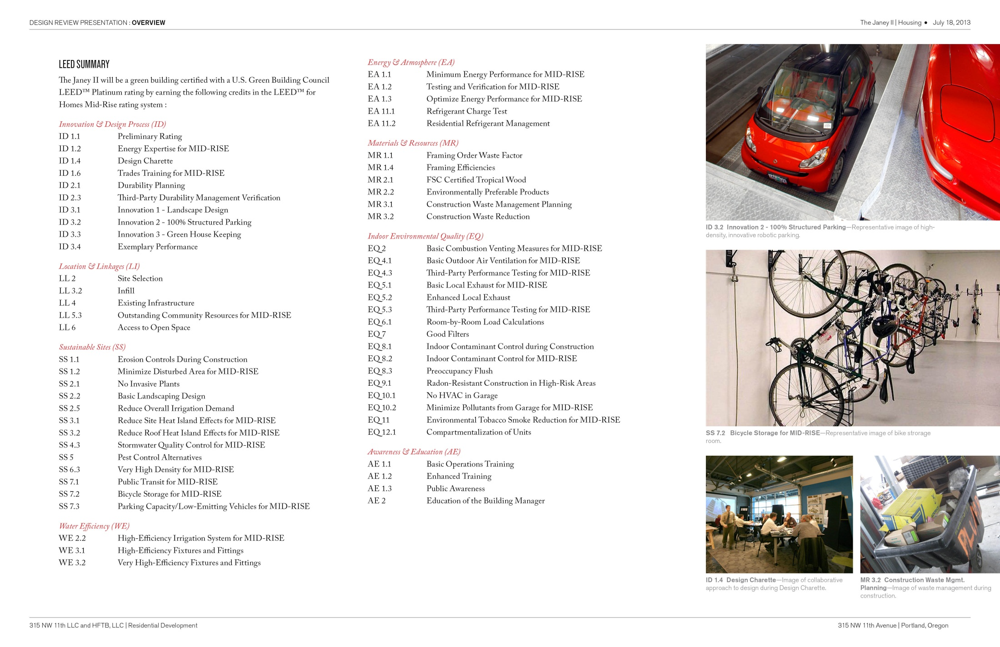 DESIGN REVIEW PRESENTATION : OVERVIEW
The Janey II | Housing • July 18, 2013
LEED SUMMARY
The Janey II will be a green building certified with a U.S. Green Building Council
LEED™ Platinum rating by earning the following credits in the LEED™ for
Homes Mid-Rise rating system :
Innovation & Design Process (ID)
ID 1.1 Preliminary Rating
ID 1.2 Energy Expertise for MID-RISE
ID 1.4 Design Charette
ID 1.6 Trades Training for MID-RISE
ID 2.1 Durability Planning
ID 2.3 Third-Party Durability Management Verification
ID 3.1 Innovation 1 - Landscape Design
ID 3.2 Innovation 2 - 100% Structured Parking
ID 3.3 Innovation 3 - Green House Keeping
ID 3.4 Exemplary Performance
Location & Linkages (LI)
LL 2 Site Selection
LL 3.2 Infill
LL 4 Existing Infrastructure
LL 5.3 Outstanding Community Resources for MID-RISE
LL 6 Access to Open Space
Sustainable Sites (SS)
SS 1.1 Erosion Controls During Construction
SS 1.2 Minimize Disturbed Area for MID-RISE
SS 2.1 No Invasive Plants
SS 2.2 Basic Landscaping Design
SS 2.5 Reduce Overall Irrigation Demand
SS 3.1 Reduce Site Heat Island Effects for MID-RISE
SS 3.2 Reduce Roof Heat Island Effects for MID-RISE
SS 4.3 Stormwater Quality Control for MID-RISE
SS 5 Pest Control Alternatives
SS 6.3 Very High Density for MID-RISE
SS 7.1 Public Transit for MID-RISE
SS 7.2 Bicycle Storage for MID-RISE
SS 7.3 Parking Capacity/Low-Emitting Vehicles for MID-RISE
Water Efficiency (WE)
WE 2.2 High-Efficiency Irrigation System for MID-RISE
WE 3.1 High-Efficiency Fixtures and Fittings
WE 3.2 Very High-Efficiency Fixtures and Fittings
Energy & Atmosphere (EA)
EA 1.1 Minimum Energy Performance for MID-RISE
EA 1.2 Testing and Verification for MID-RISE
EA 1.3 Optimize Energy Performance for MID-RISE
EA 11.1 Refrigerant Charge Test
EA 11.2 Residential Refrigerant Management
Materials & Resources (MR)
MR 1.1 Framing Order Waste Factor
MR 1.4 Framing Efficiencies
MR 2.1 FSC Certified Tropical Wood
MR 2.2 Environmentally Preferable Products
MR 3.1 Construction Waste Management Planning
MR 3.2 Construction Waste Reduction
Indoor Environmental Quality (EQ)
EQ 2 Basic Combustion Venting Measures for MID-RISE
EQ 4.1 Basic Outdoor Air Ventilation for MID-RISE
EQ 4.3 Third-Party Performance Testing for MID-RISE
EQ 5.1 Basic Local Exhaust for MID-RISE
EQ 5.2 Enhanced Local Exhaust
EQ 5.3 Third-Party Performance Testing for MID-RISE
EQ 6.1 Room-by-Room Load Calculations
EQ 7 Good Filters
EQ 8.1 Indoor Contaminant Control during Construction
EQ 8.2 Indoor Contaminant Control for MID-RISE
EQ 8.3 Preoccupancy Flush
EQ 9.1 Radon-Resistant Construction in High-Risk Areas
EQ 10.1 No HVAC in Garage
EQ 10.2 Minimize Pollutants from Garage for MID-RISE
EQ 11 Environmental Tobacco Smoke Reduction for MID-RISE
EQ 12.1 Compartmentalization of Units
Awareness & Education (AE)
AE 1.1 Basic Operations Training
AE 1.2 Enhanced Training
AE 1.3 Public Awareness
AE 2 Education of the Building Manager
ID 3.2 Innovation 2 - 100% Structured Parking—Representative image of high-
density, innovative robotic parking.
SS 7.2 Bicycle Storage for MID-RISE—Representative image of bike strorage
room.
ID 1.4 Design Charette—Image of collaborative
approach to design during Design Charette.
MR 3.2 Construction Waste Mgmt.
Planning—Image of waste management during
construction.
315 NW 11th LLC and HFTB, LLC | Residential Development
315 NW 11th Avenue | Portland, Oregon